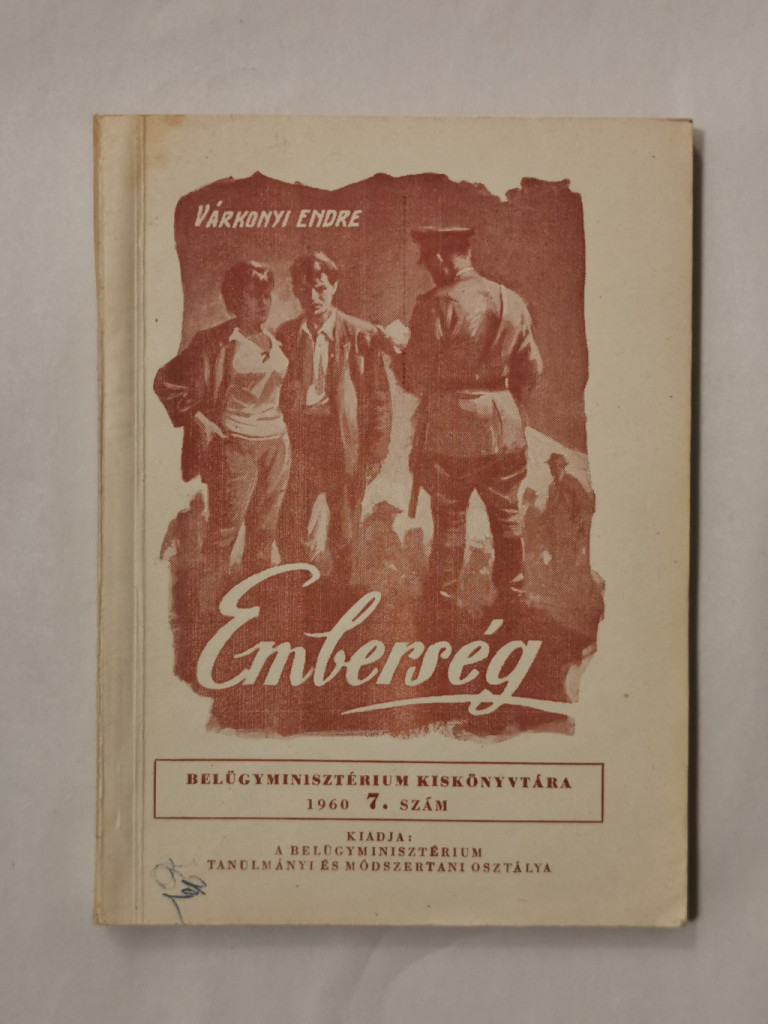 VÁRKONYI ENDRE
Emberség
BELÜGYMINISZTÉRIUM KISKÖNYVTÁRA
1960 7. SZÁM
KIADJA:
A BELÜGYMINISZTÉRIUM
TANULMÁNYI ÉS MÓDSZERTANI OSZTÁLYA